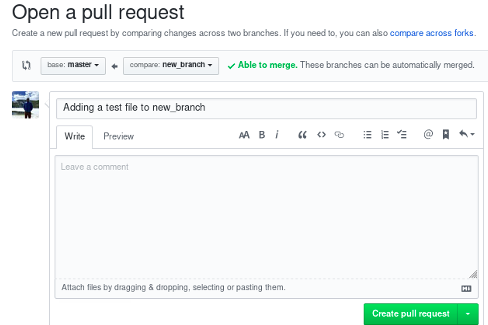 Open a pull request
Create a new pull request by comparing changes across two branches. If you need to, you can also compare across forks.
base: master compare: new_branch Able to merge. These branches can be automatically merged.
Adding a test file to new_branch
Write Preview AA B i
Leave a comment
Attach files by dragging & dropping, selecting or pasting them.
Create pull request